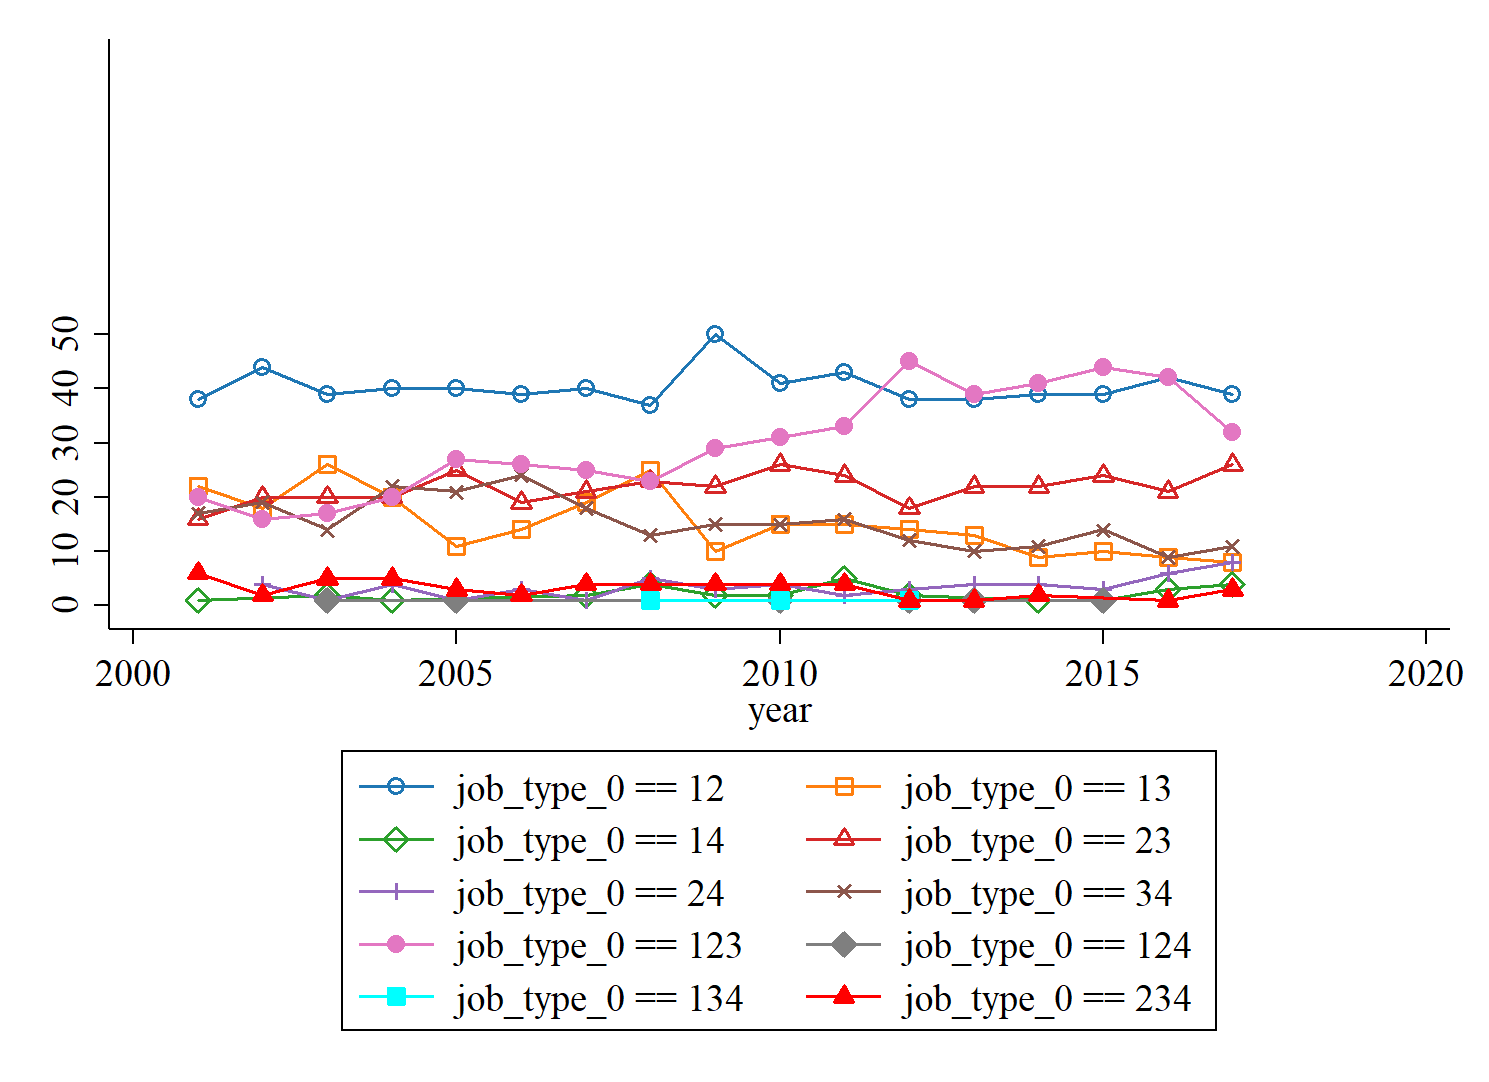 50
40
30
20
10
0
2000 2005 2010 2015 2020
year
job_type_0 == 12 job_type_0 == 13
job_type_0 == 14 job_type_0 == 23
job_type_0 == 24 job_type_0 == 34
job_type_0 == 123 job_type_0 == 124
job_type_0 == 134 job_type_0 == 234